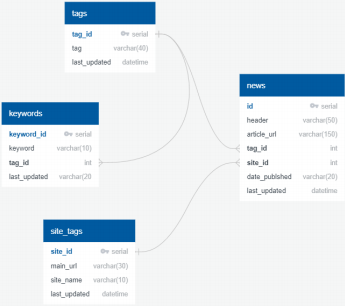 tags
tag_id serial
tag varchar(40)
last_updated datetime
keywords
keyword_id serial
keyword varchar(10)
tag_id int
last_updated varchar(20
news
id serial
header varchar(50)
article_url varchar(150)
tag_id int
site_id int
date_publshed varchar(20)
last_updated datetime
site_tags
site_id serial
main_url varchar(30)
site_name varchar(10)
last_updated datetime